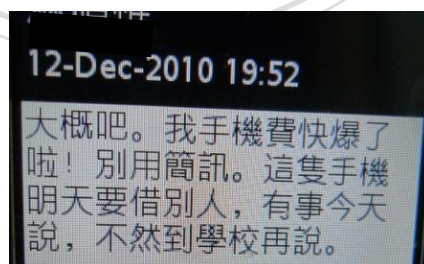 12-Dec-2010 19:52
大概吧。我手機費快爆了
啦！別用簡訊。這隻手機
明天要借別人，有事今天
說，不然到學校再說。